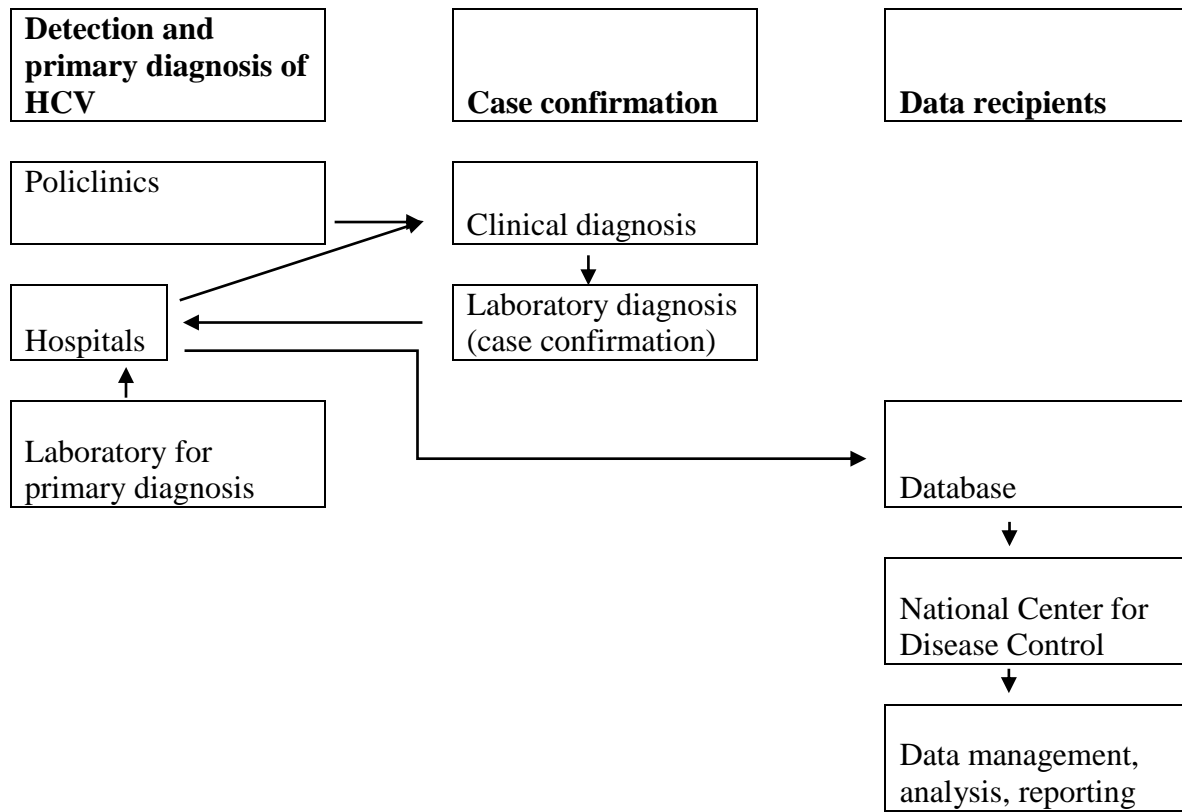 Detection and
primary diagnosis of
HCV
Case confirmation
Data recipients
Policlinics
Clinical diagnosis
Hospitals
Laboratory diagnosis
(case confirmation)
Laboratory for
primary diagnosis
Database
National Center for
Disease Control
Data management,
analysis, reporting